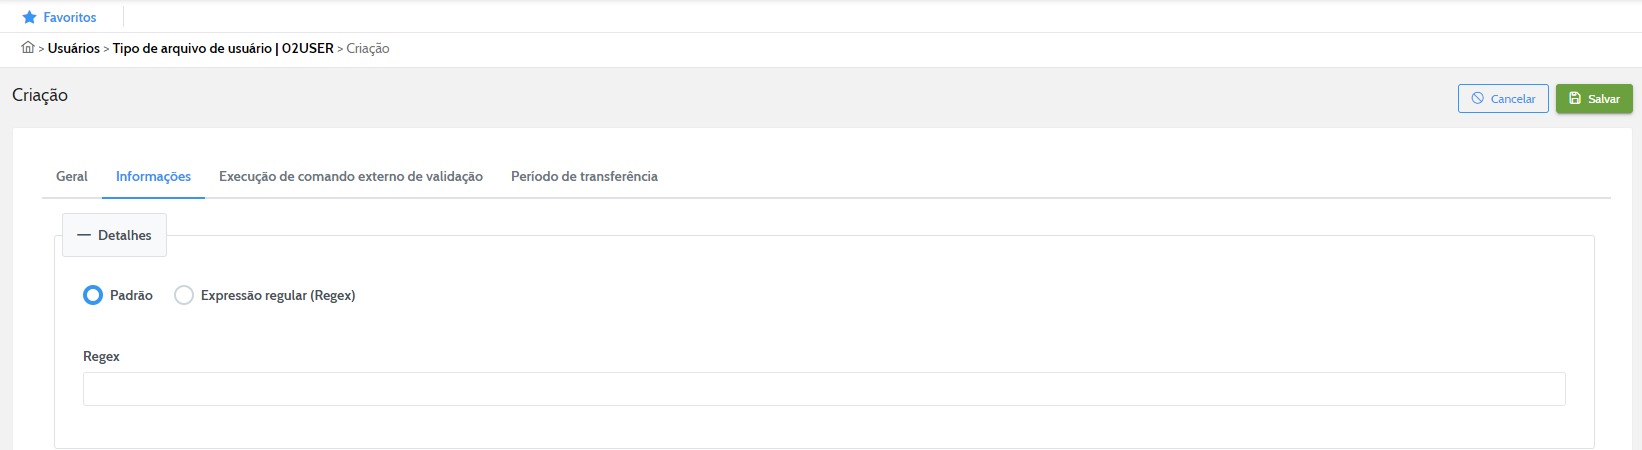 Favoritos
> Usuários > Tipo de arquivo de usuário | 02USER > Criação
Criação
Cancelar
Salvar
Geral
Informações
Execução de comando externo de validação
Período de transferência
Detalhes
Padrão
Expressão regular (Regex)
Regex